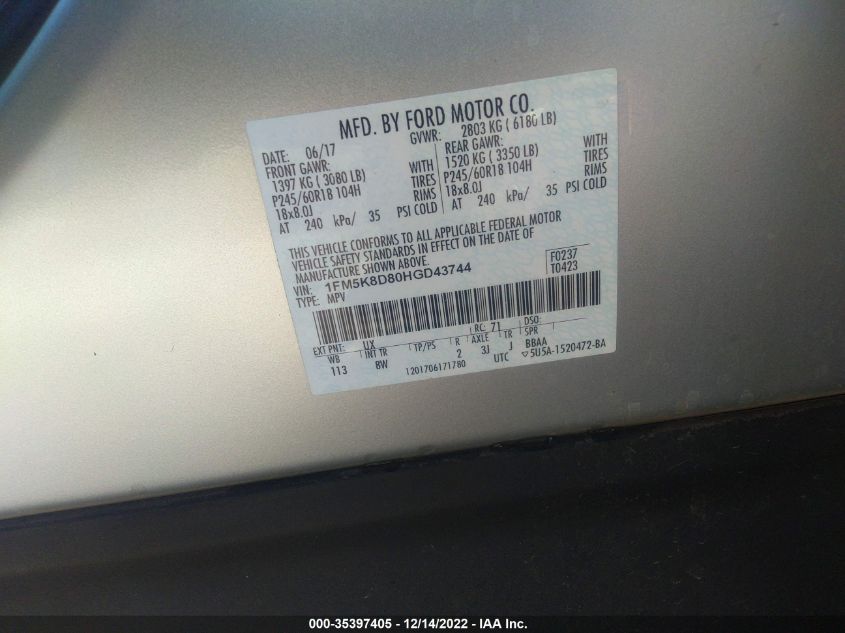 MFD. BY FORD MOTOR CO.
DATE: 06/17 GVWR: 2803 KG ( 6180 LB)
FRONT GAWR: REAR GAWR:
1397 KG ( 3080 LB) WITH 1520 KG ( 3350 LB) WITH
P245/60R18 104H TIRES P245/60R18 104H TIRES
18x8.0J RIMS 18x8.0J RIMS
AT 240 kPa/ 35 PSI COLD AT 240 kPa/ 35 PSI COLD
THIS VEHICLE CONFORMS TO ALL APPLICABLE FEDERAL MOTOR
VEHICLE SAFETY STANDARDS IN EFFECT ON THE DATE OF
MANUFACTURE SHOWN ABOVE.
VIN: 1FM5K8D80HGD43744 F0237
TYPE: MPV T0423
EXT PNT: UX RC: 71 DSO:
WB INT TR TP/PS R AXLE TR SPR
113 8W 2 3J J BBAA
1201706171780 UTC 5U5A-1520472-BA
000-35397405 - 12/14/2022 - IAA Inc.